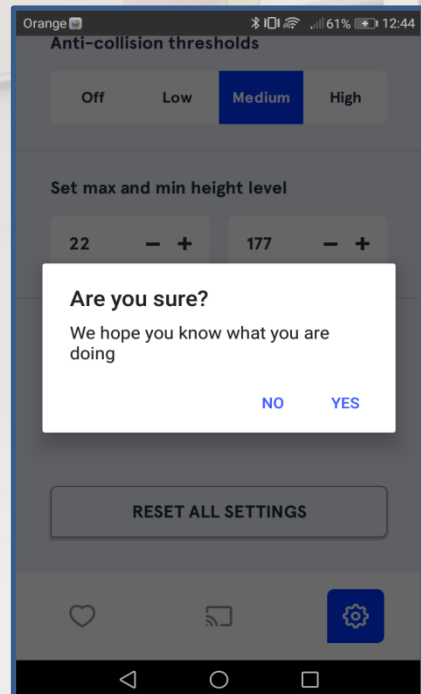 Orange 61% 12:44
Anti-collision thresholds
Off Low Medium High
Set max and min height level
22 — + 177 — +
Are you sure?
We hope you know what you are
doing
NO YES
RESET ALL SETTINGS